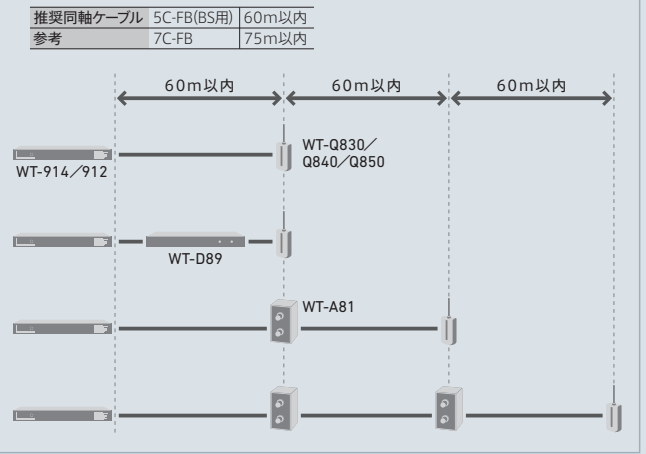 推奨同軸ケーブル 5C-FB(BS用) 60m以内
参考 7C-FB 75m以内
60m以内 60m以内 60m以内
WT-914／912
WT-Q830／
Q840／Q850
WT-D89
WT-A81